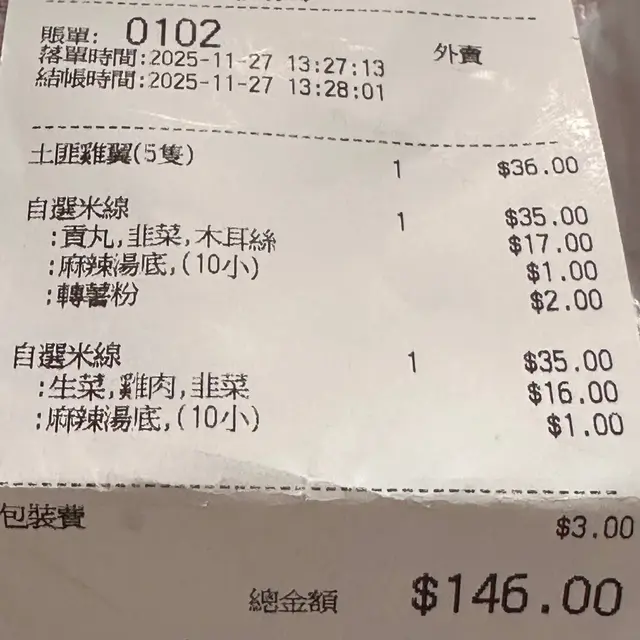 賬單: 0102 外賣
落單時間:2025-11-27 13:27:13
結帳時間:2025-11-27 13:28:01
土匪雞翼(5隻) 1 $36.00
自選米線 1 $35.00
:貢丸,韭菜,木耳絲 $17.00
:麻辣湯底,(10小) $1.00
:轉薯粉 $2.00
自選米線 1 $35.00
:生菜,雞肉,韭菜 $16.00
:麻辣湯底,(10小) $1.00
包裝費 $3.00
總金額 $146.00